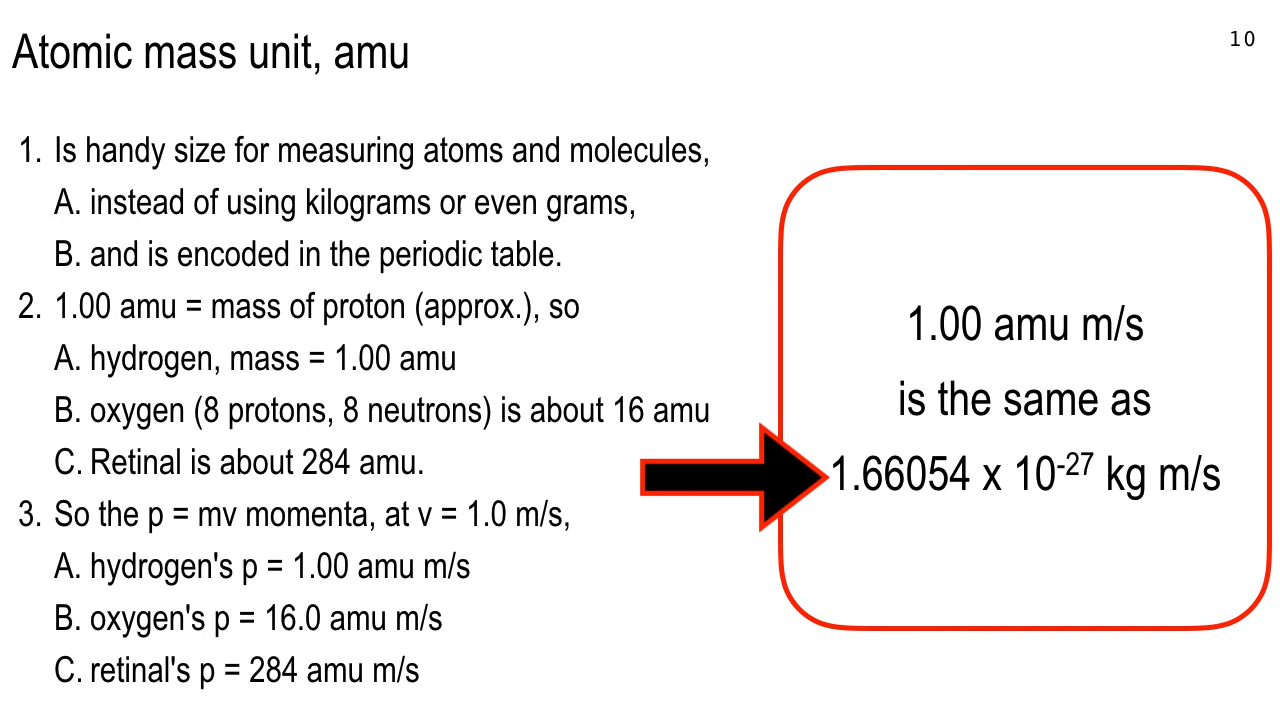 Atomic mass unit, amu
10
1. Is handy size for measuring atoms and molecules,
A. instead of using kilograms or even grams,
B. and is encoded in the periodic table.
2. 1.00 amu = mass of proton (approx.), so
A. hydrogen, mass = 1.00 amu
B. oxygen (8 protons, 8 neutrons) is about 16 amu
C. Retinal is about 284 amu.
3. So the p = mv momenta, at v = 1.0 m/s,
A. hydrogen's p = 1.00 amu m/s
B. oxygen's p = 16.0 amu m/s
C. retinal's p = 284 amu m/s
1.00 amu m/s
is the same as
1.66054 x 10⁻²⁷ kg m/s